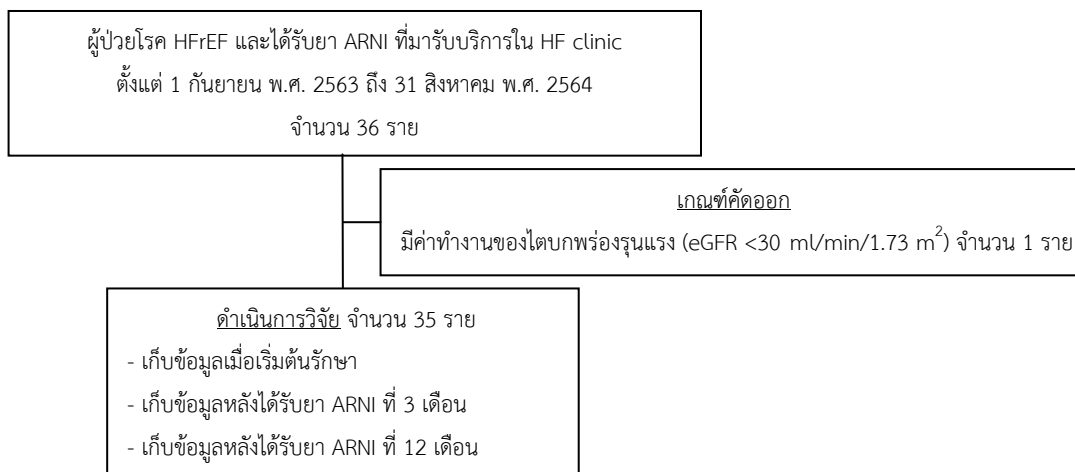 ผู้ป่วยโรค HFrEF และได้รับยา ARNI ที่มารับบริการใน HF clinic
ตั้งแต่ 1 กันยายน พ.ศ. 2563 ถึง 31 สิงหาคม พ.ศ. 2564
จำนวน 36 ราย
เกณฑ์คัดออก
มีค่าทำงานของไตบกพร่องรุนแรง (eGFR <30 ml/min/1.73 m²) จำนวน 1 ราย
ดำเนินการวิจัย จำนวน 35 ราย
- เก็บข้อมูลเมื่อเริ่มต้นรักษา
- เก็บข้อมูลหลังได้รับยา ARNI ที่ 3 เดือน
- เก็บข้อมูลหลังได้รับยา ARNI ที่ 12 เดือน